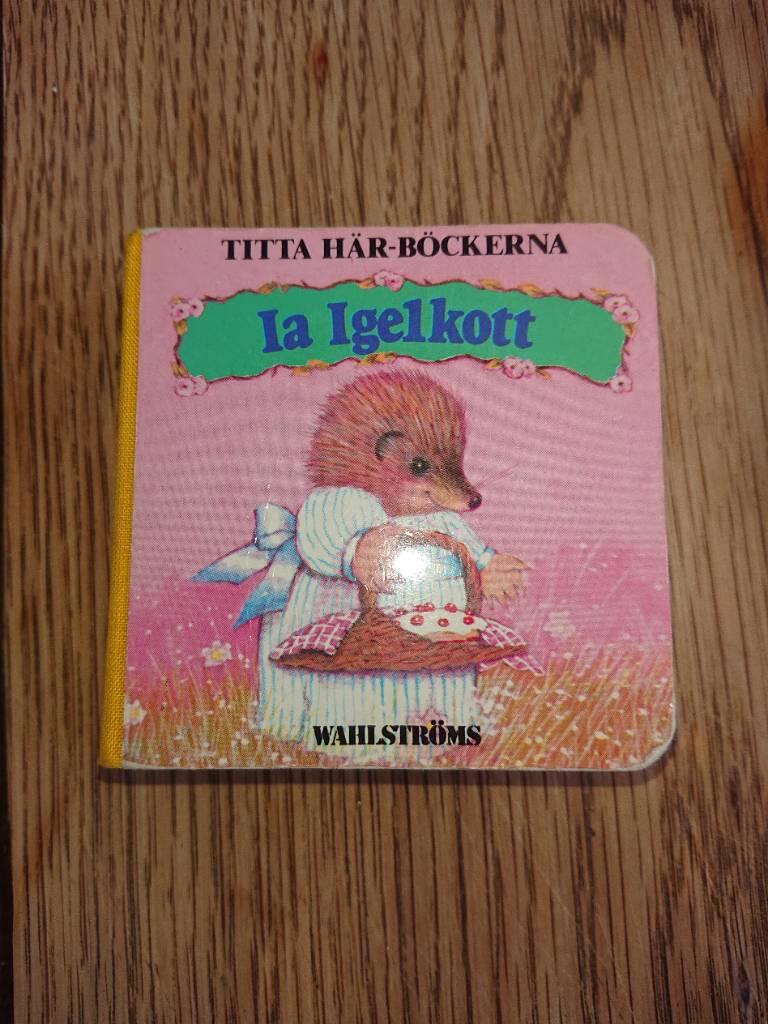 TITTA HÄR-BÖCKERNA
Ia Igelkott
WAHLSTRÖMS